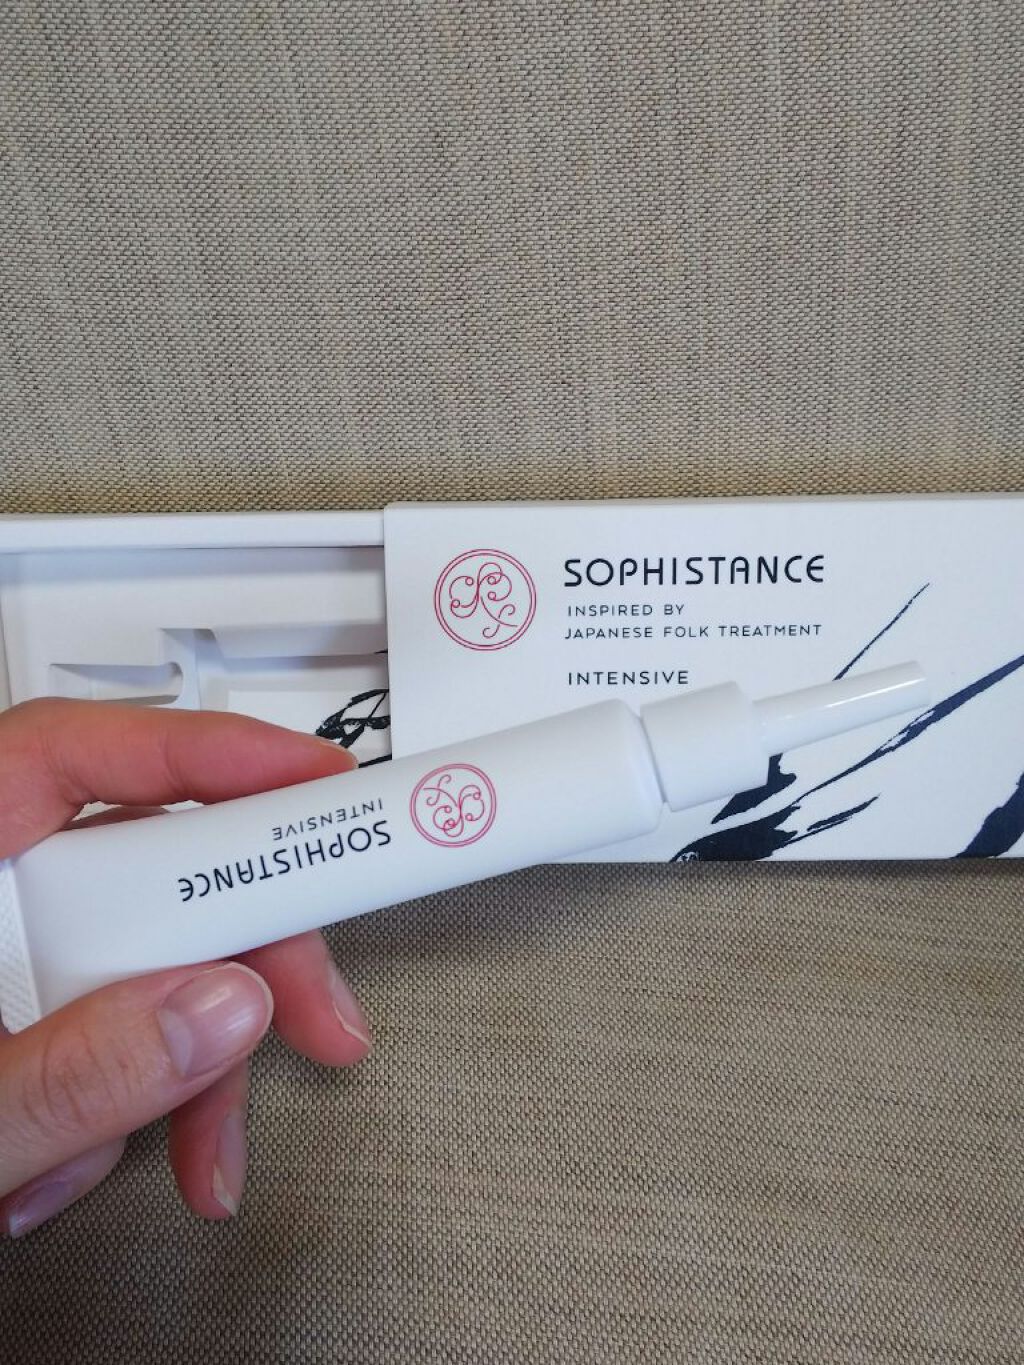 SOPHISTANCE
INSPIRED BY
JAPANESE FOLK TREATMENT
INTENSIVE
SOPHISTANCE
INTENSIVE